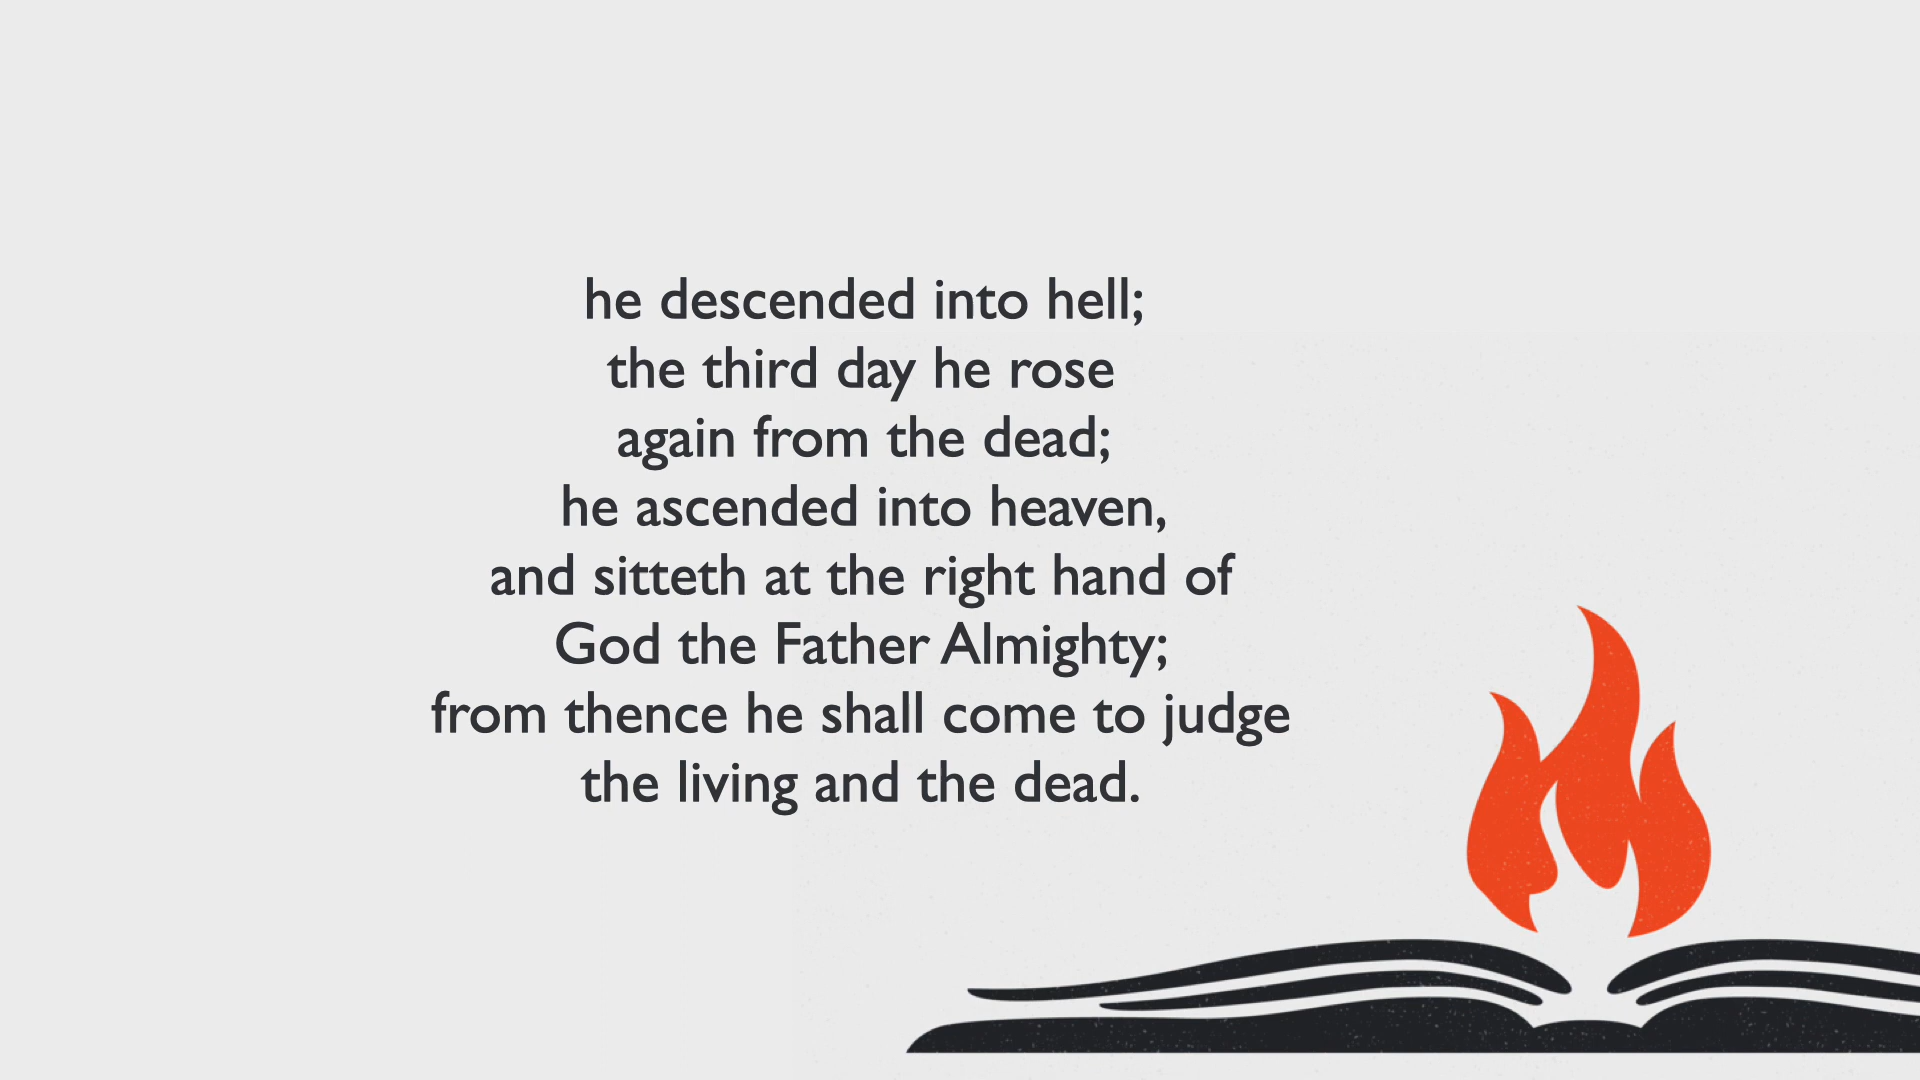 he descended into hell;
the third day he rose
again from the dead;
he ascended into heaven,
and sitteth at the right hand of
God the Father Almighty;
from thence he shall come to judge
the living and the dead.